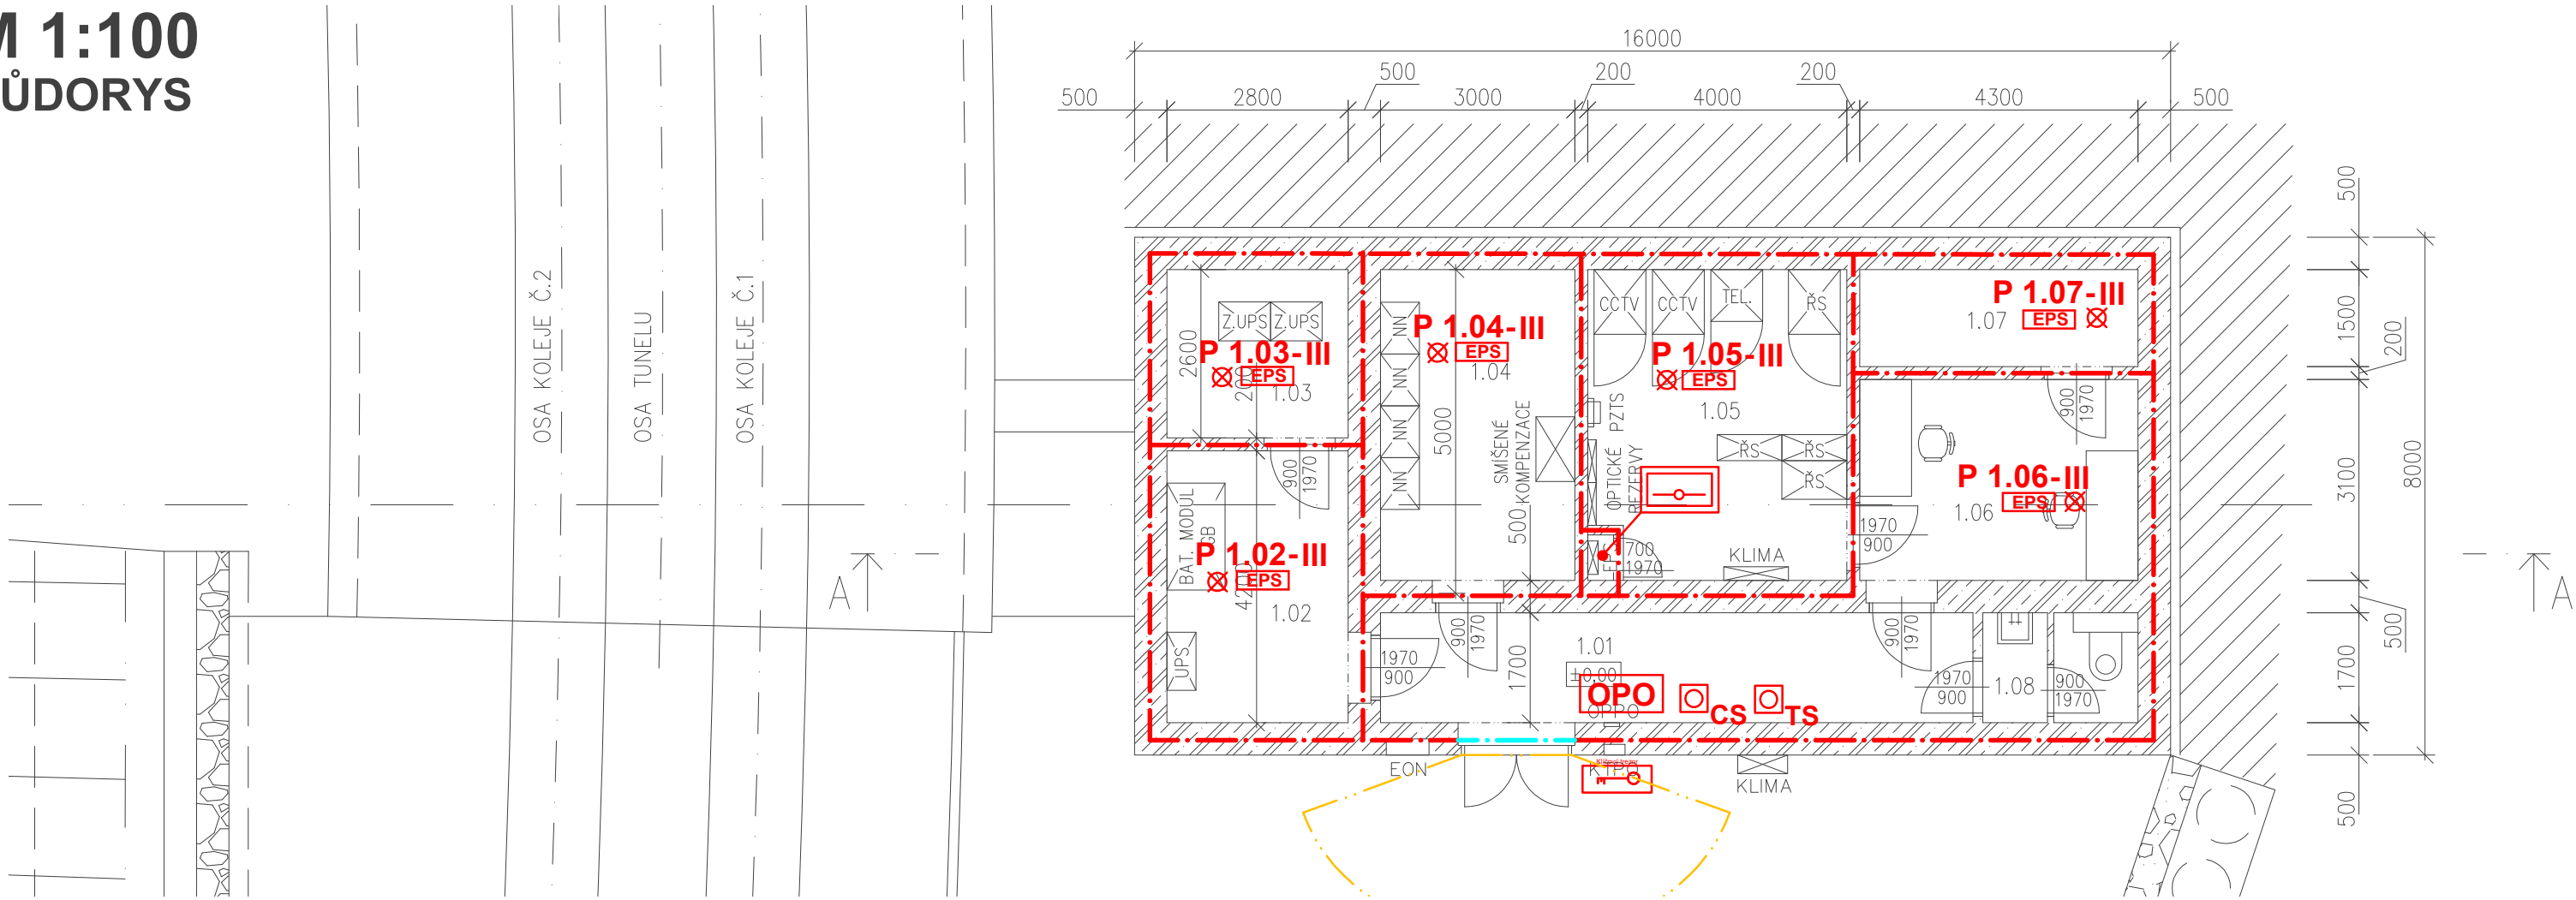 M 1:100
ŮDORYS
16000
500
2800
500
3000
200
4000
200
4300
500
500
1500
200
3100
8000
500
1700
500
OSA KOLEJE Č.2
OSA TUNELU
OSA KOLEJE Č.1
Z.UPS
Z.UPS
P 1.03-III
EPS
2600
1.03
900
1970
BAT. MODUL
P 1.02-III
EPS
4200
1.02
UPS
NN
NN
NN
NN
P 1.04-III
EPS
1.04
5000
SMÍŠENÉ
KOMPENZACE
500
CCTV
CCTV
TEL.
ŘS
P 1.05-III
EPS
1.05
PZTS
OPTICKÉ
REZERVY
ŘS
ŘS
ŘS
700
1970
KLIMA
P 1.07-III
1.07
EPS
900
1970
P 1.06-III
EPS
1.06
1970
900
A
A
900
1970
1970
900
1700
1.01
±0,00
OPO
OPPO
CS
TS
900
1970
1970
900
1.08
900
1970
EON
KTPO
KLIMA